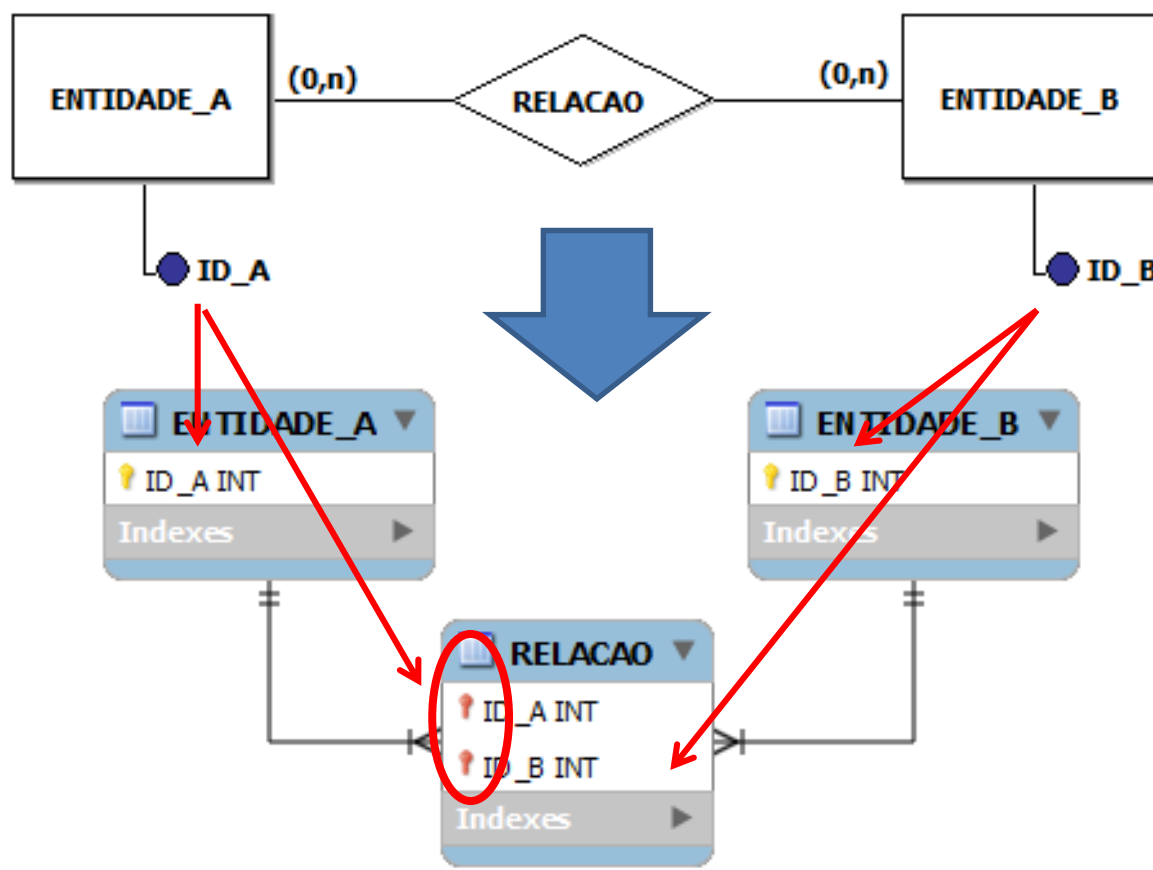 ENTIDADE_A
(0,n)
RELACAO
(0,n)
ENTIDADE_B
ID_A
ID_B
ENTIDADE_A
ID_A INT
Indexes
ENTIDADE_B
ID_B INT
Indexes
RELACAO
ID_A INT
ID_B INT
Indexes